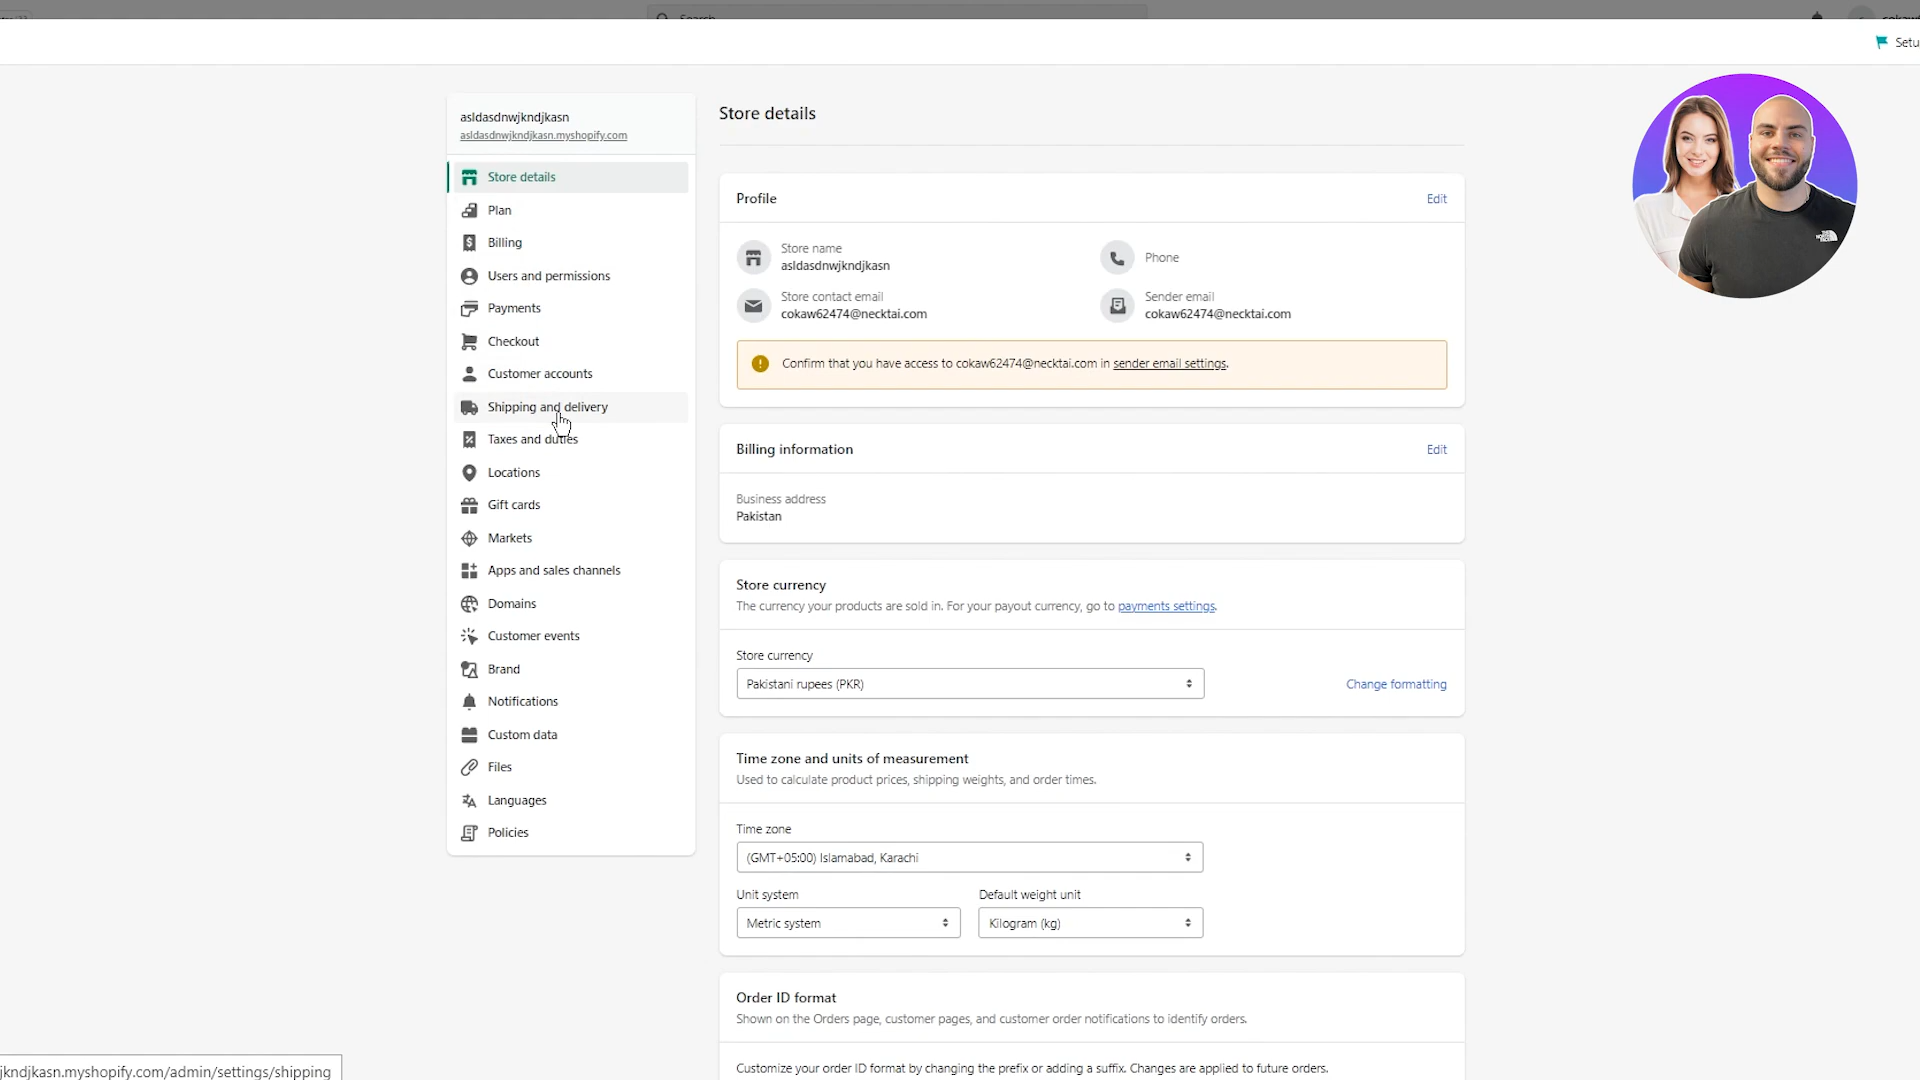 Search
Setu
asldasdnwjkndjkasn
asldasdnwjkndjkasn.myshopify.com
Store details
Plan
Billing
Users and permissions
Payments
Checkout
Customer accounts
Shipping and delivery
Taxes and duties
Locations
Gift cards
Markets
Apps and sales channels
Domains
Customer events
Brand
Notifications
Custom data
Files
Languages
Policies
Store details
Profile
Edit
Store name
asldasdnwjkndjkasn
Phone
Store contact email
cokaw62474@necktai.com
Sender email
cokaw62474@necktai.com
Confirm that you have access to cokaw62474@necktai.com in sender email settings.
Billing information
Edit
Business address
Pakistan
Store currency
The currency your products are sold in. For your payout currency, go to payments settings.
Store currency
Pakistani rupees (PKR)
Change formatting
Time zone and units of measurement
Used to calculate product prices, shipping weights, and order times.
Time zone
(GMT+05:00) Islamabad, Karachi
Unit system
Default weight unit
Metric system
Kilogram (kg)
Order ID format
Shown on the Orders page, customer pages, and customer order notifications to identify orders.
Customize your order ID format by changing the prefix or adding a suffix. Changes are applied to future orders.
jkndjkasn.myshopify.com/admin/settings/shipping